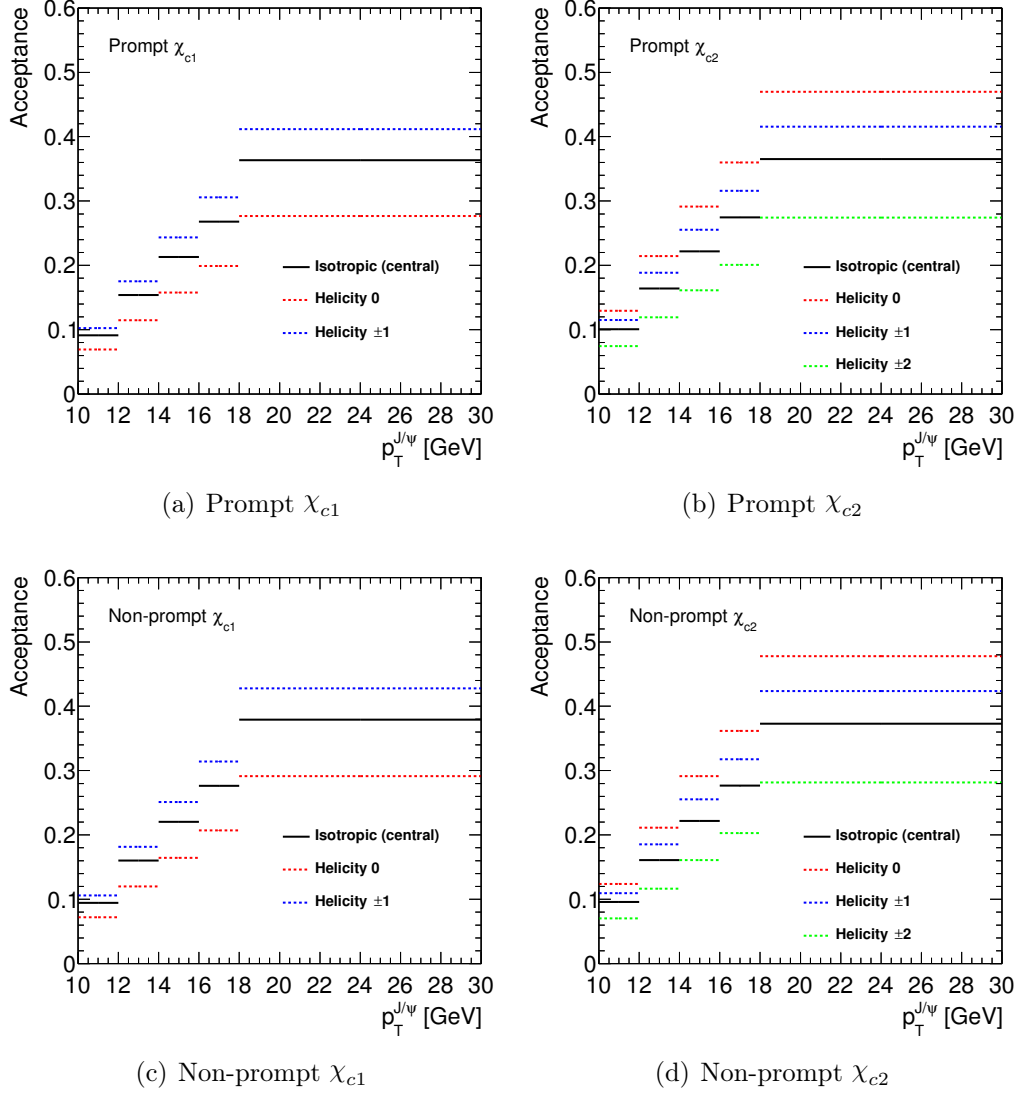 Acceptance
0.6
0.5
0.4
0.3
0.2
0.1
0
Prompt χc1
Isotropic (central)
Helicity 0
Helicity ±1
10 12 14 16 18 20 22 24 26 28 30
p_T^{J/ψ} [GeV]
(a) Prompt χc1
Acceptance
0.6
0.5
0.4
0.3
0.2
0.1
0
Prompt χc2
Isotropic (central)
Helicity 0
Helicity ±1
Helicity ±2
10 12 14 16 18 20 22 24 26 28 30
p_T^{J/ψ} [GeV]
(b) Prompt χc2
Acceptance
0.6
0.5
0.4
0.3
0.2
0.1
0
Non-prompt χc1
Isotropic (central)
Helicity 0
Helicity ±1
10 12 14 16 18 20 22 24 26 28 30
p_T^{J/ψ} [GeV]
(c) Non-prompt χc1
Acceptance
0.6
0.5
0.4
0.3
0.2
0.1
0
Non-prompt χc2
Isotropic (central)
Helicity 0
Helicity ±1
Helicity ±2
10 12 14 16 18 20 22 24 26 28 30
p_T^{J/ψ} [GeV]
(d) Non-prompt χc2